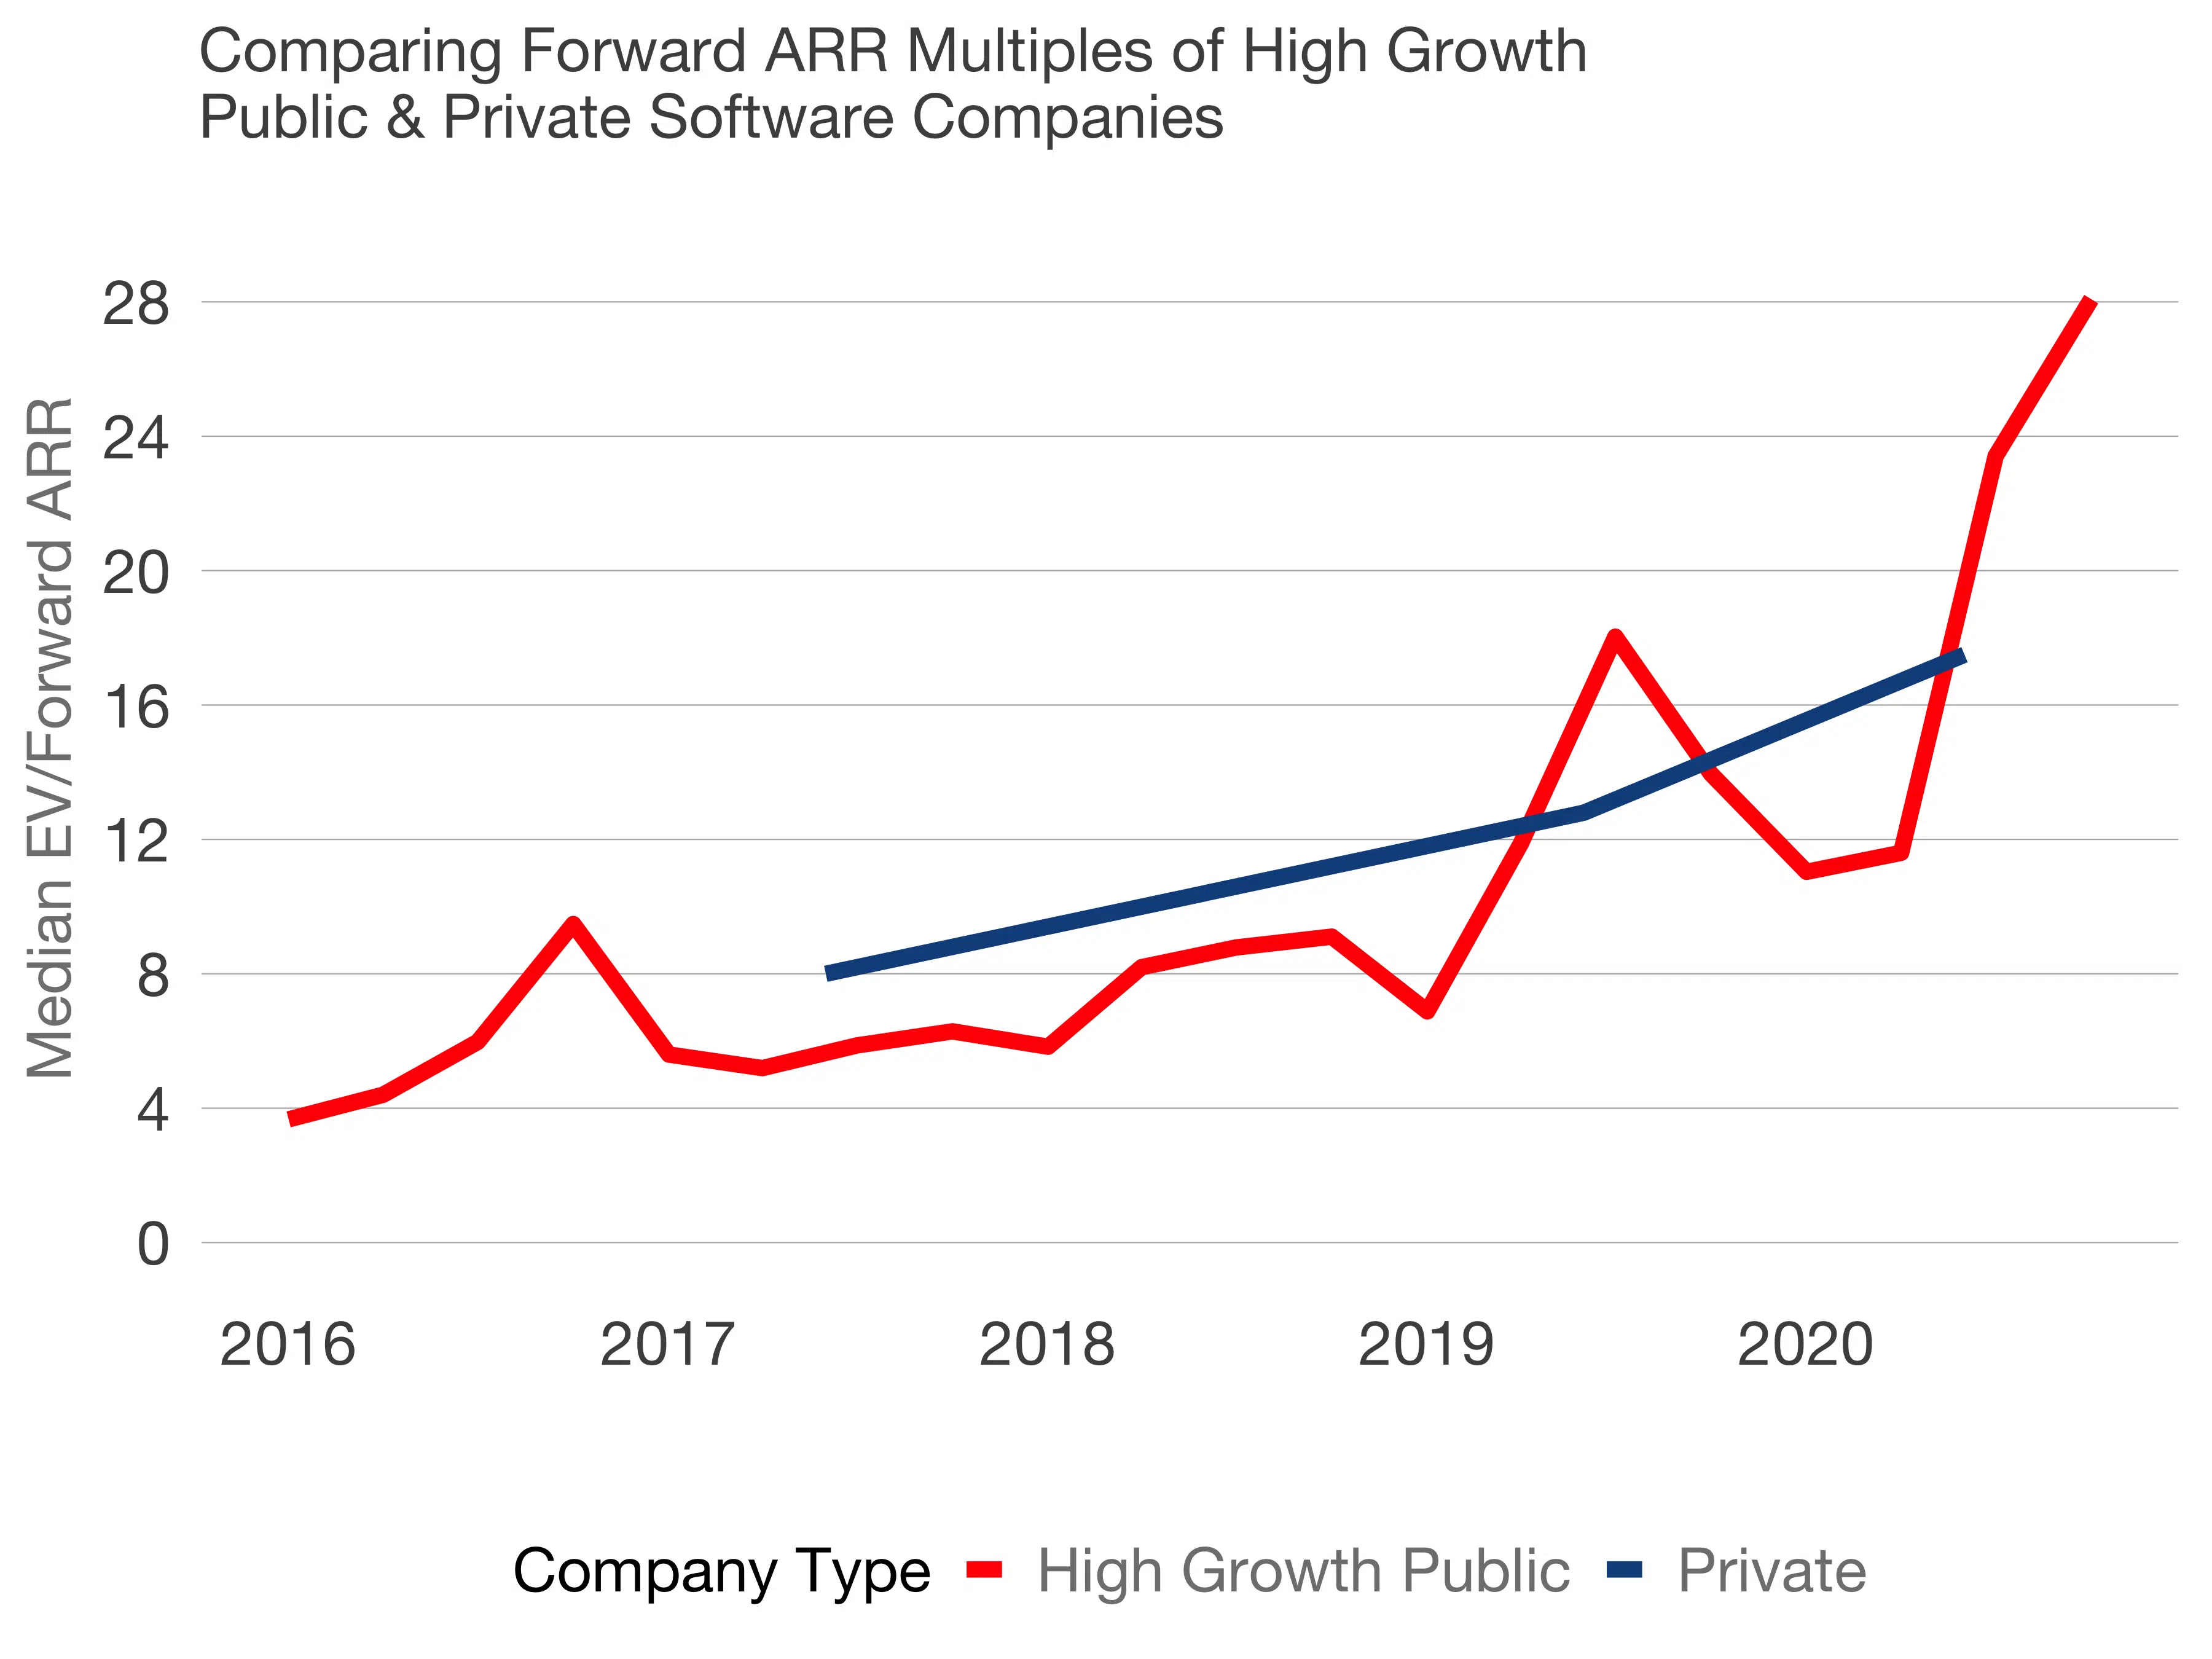 Comparing Forward ARR Multiples of High Growth
Public & Private Software Companies
Median EV/Forward ARR
28
24
20
16
12
8
4
0
2016 2017 2018 2019 2020
Company Type High Growth Public Private